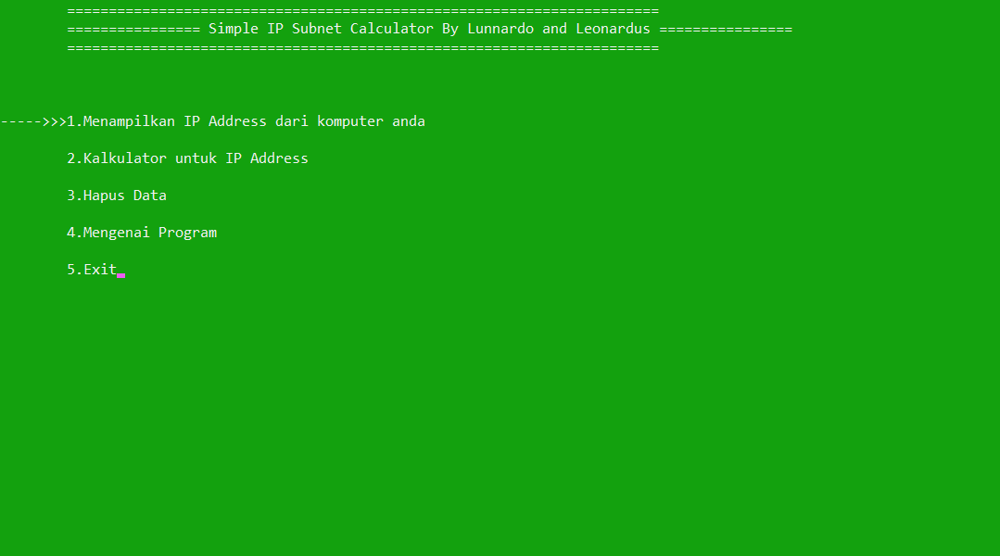 =======================================================================
================ Simple IP Subnet Calculator By Lunnardo and Leonardus ================
=======================================================================
----->>>1.Menampilkan IP Address dari komputer anda
2.Kalkulator untuk IP Address
3.Hapus Data
4.Mengenai Program
5.Exit